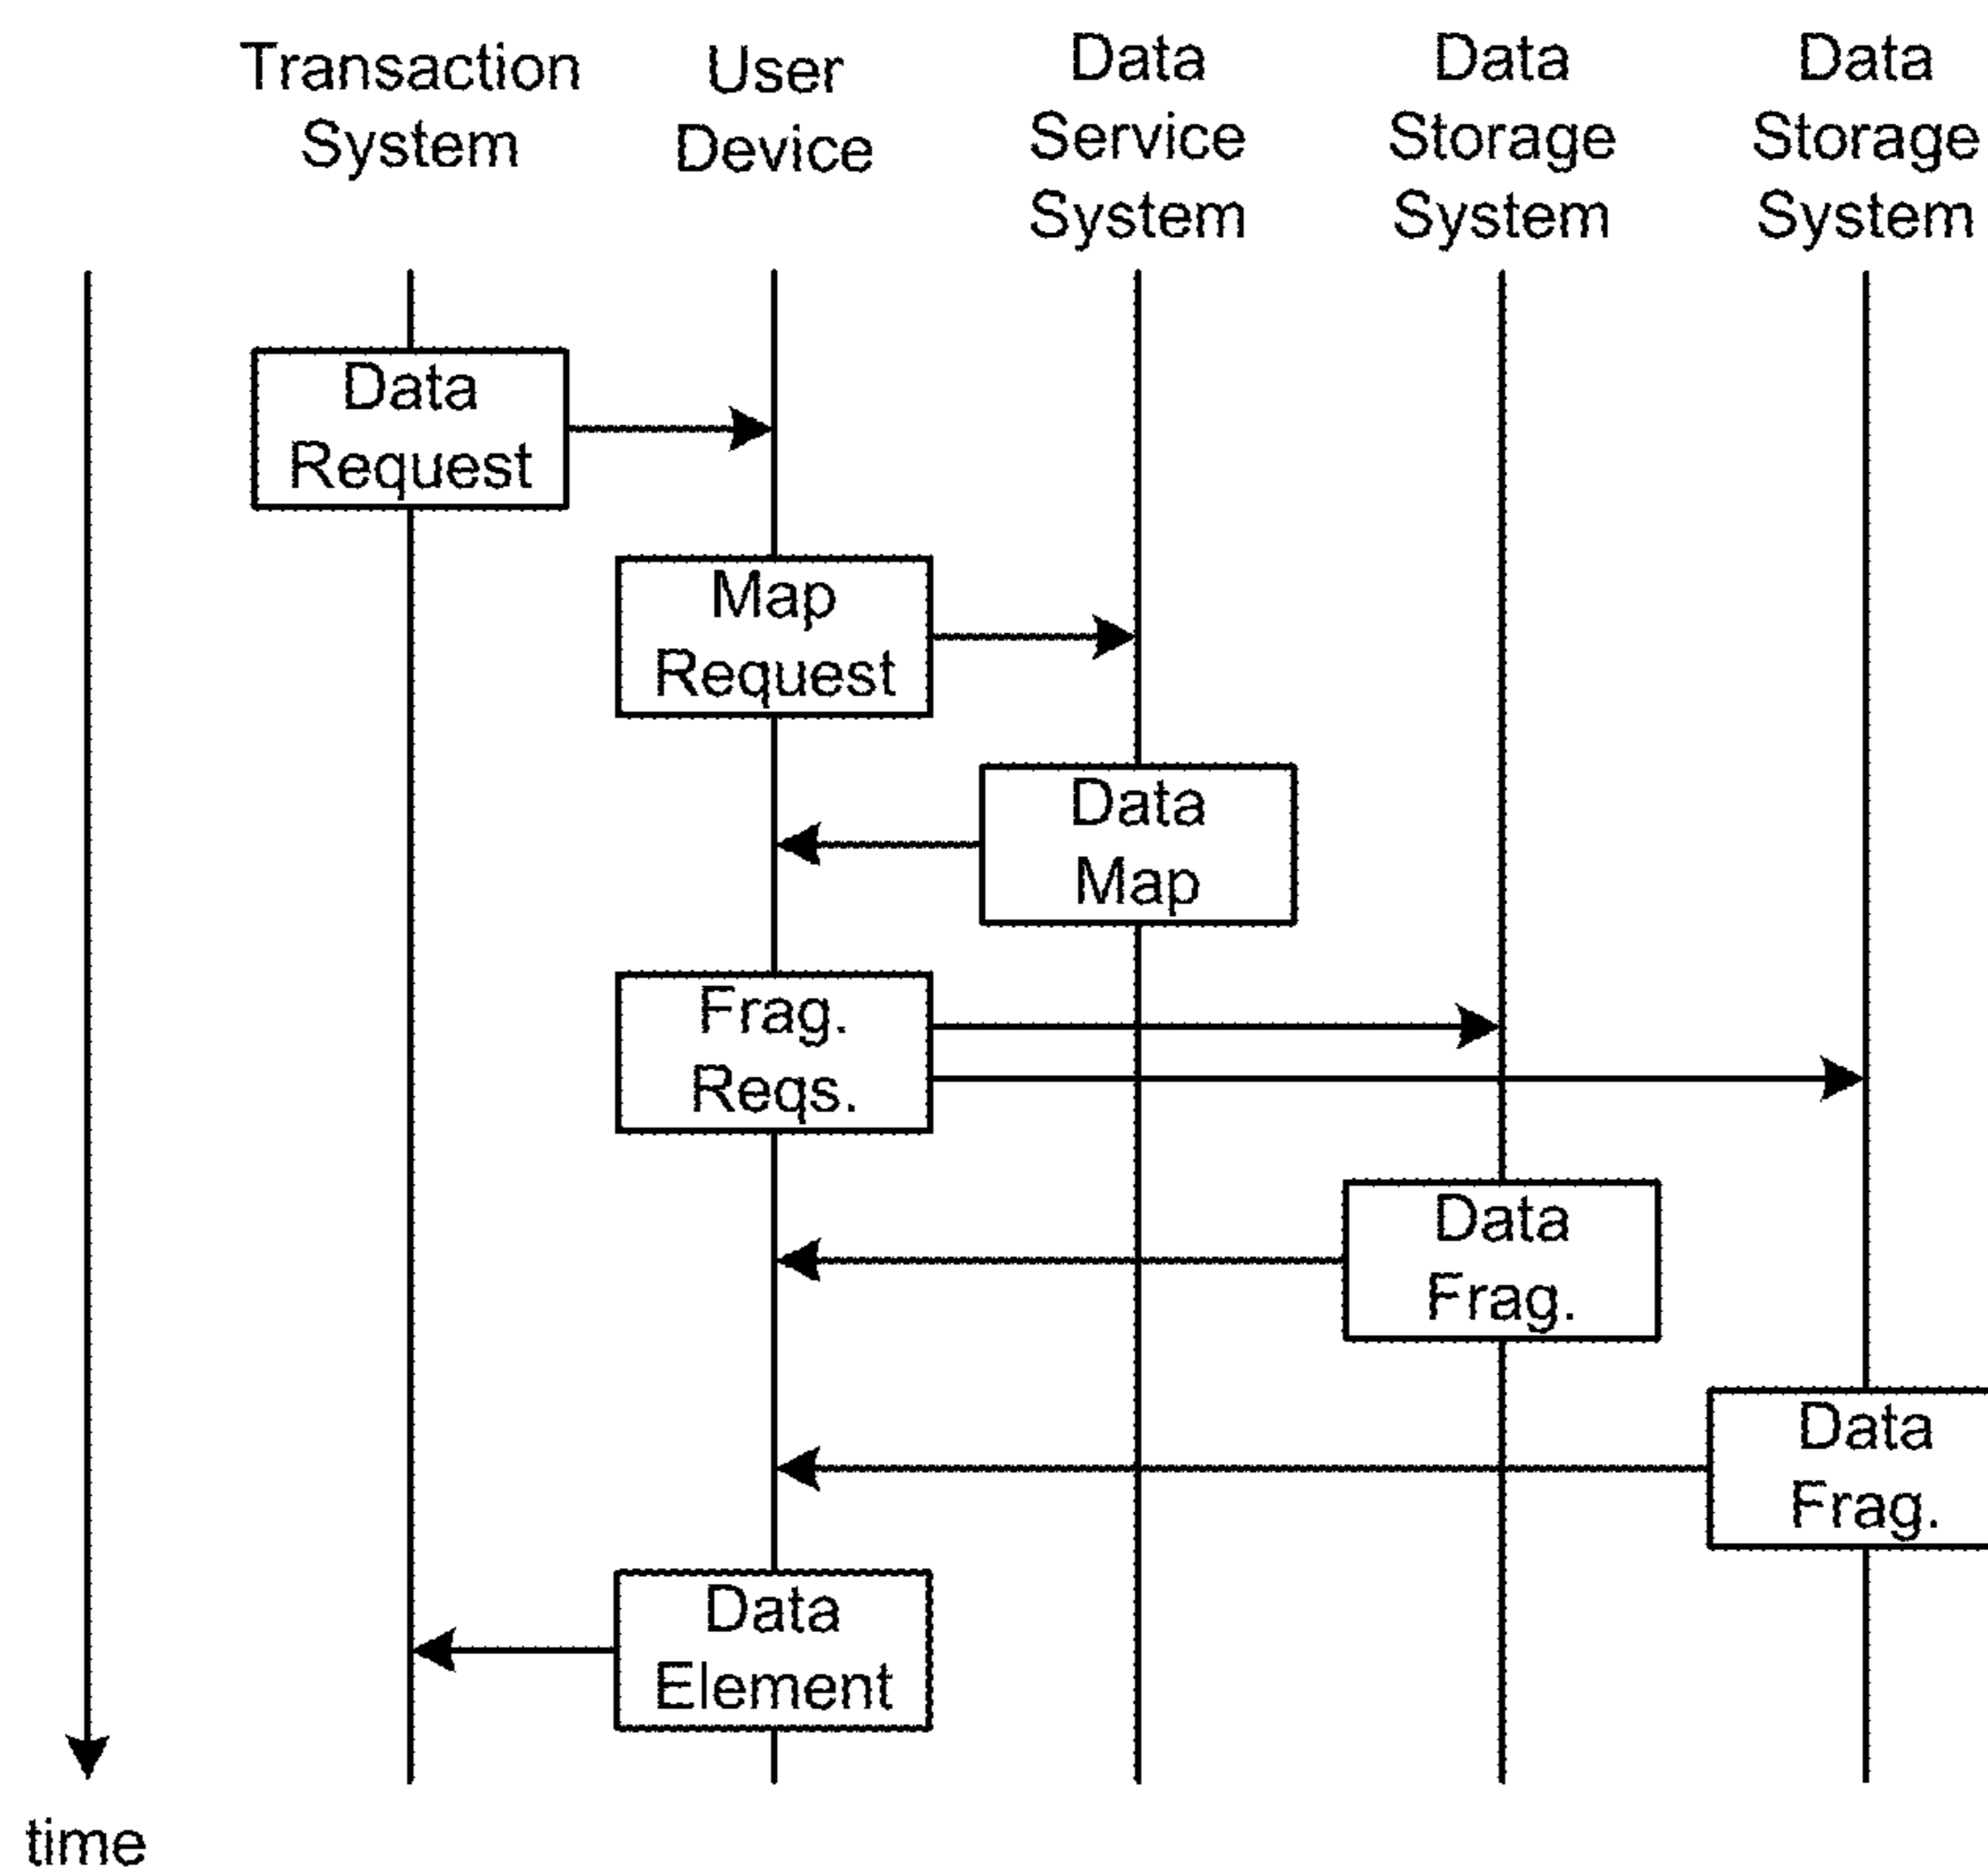 Transaction
System
User
Device
Data
Service
System
Data
Storage
System
Data
Storage
System
Data
Request
Map
Request
Data
Map
Frag.
Reqs.
Data
Frag.
Data
Frag.
Data
Element
time